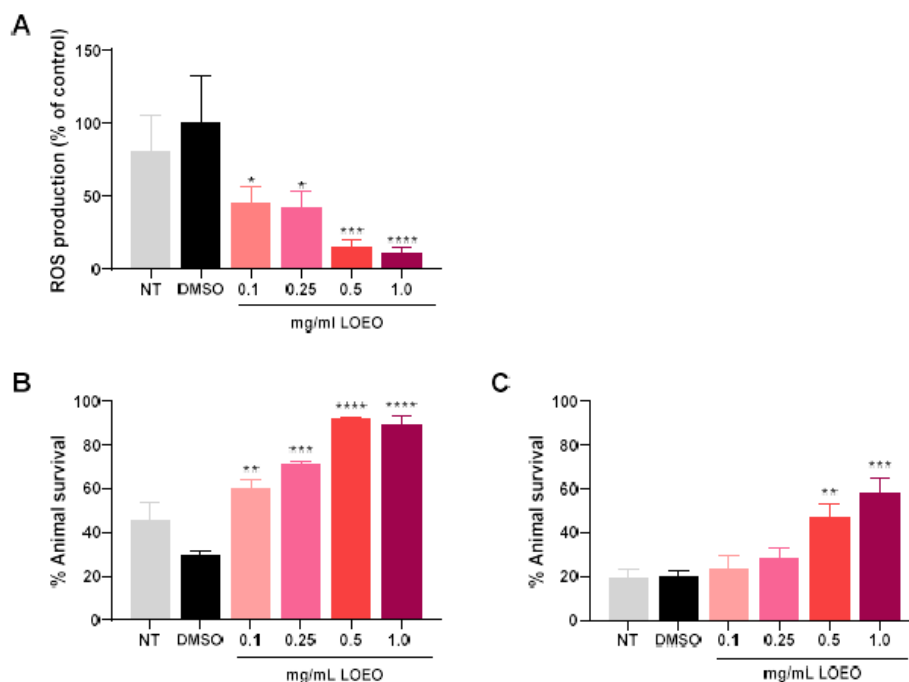 A
ROS production (% of control)
150
100
50
0
*
*
***
****
NT
DMSO
0.1
0.25
0.5
1.0
mg/ml LOEO
B
% Animal survival
100
80
60
40
20
0
**
***
****
****
NT
DMSO
0.1
0.25
0.5
1.0
mg/mL LOEO
C
% Animal survival
100
80
60
40
20
0
**
***
NT
DMSO
0.1
0.25
0.5
1.0
mg/mL LOEO